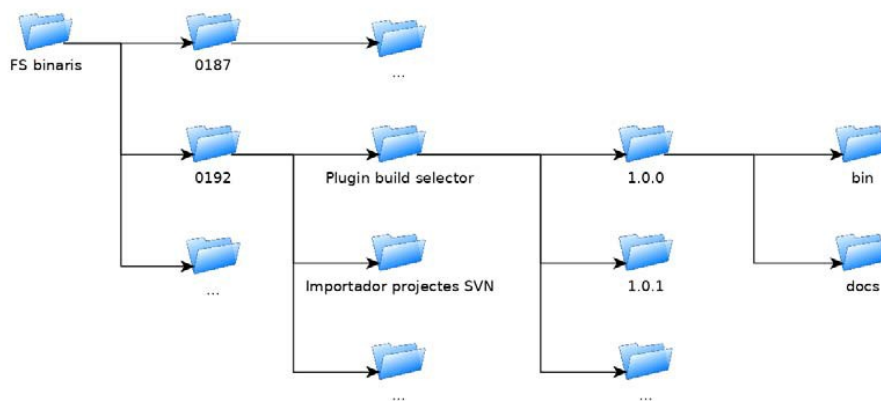 FS binaris
0187
...
0192
Plugin build selector
1.0.0
bin
...
Importador projectes SVN
1.0.1
docs
...
...